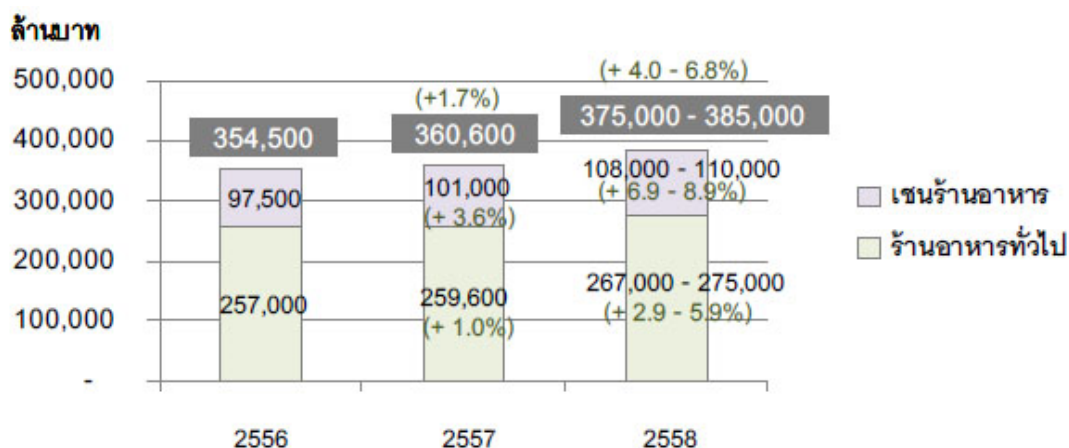 ล้านบาท
500,000
400,000
300,000
200,000
100,000
-
354,500
97,500
257,000
2556
(+1.7%)
360,600
101,000
(+ 3.6%)
259,600
(+ 1.0%)
2557
(+ 4.0 - 6.8%)
375,000 - 385,000
108,000 - 110,000
(+ 6.9 - 8.9%)
267,000 - 275,000
(+ 2.9 - 5.9%)
2558
เชนร้านอาหาร
ร้านอาหารทั่วไป